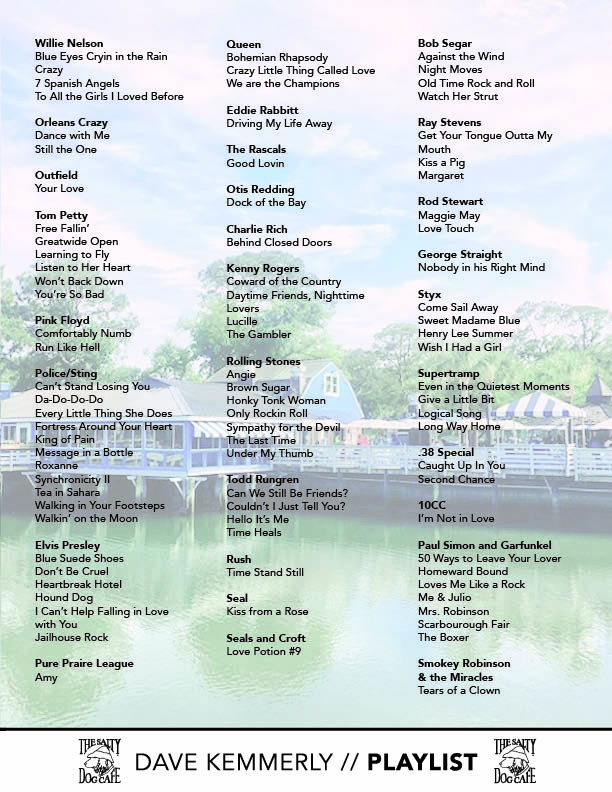 Willie Nelson
Blue Eyes Cryin in the Rain
Crazy
7 Spanish Angels
To All the Girls I Loved Before
Orleans Crazy
Dance with Me
Still the One
Outfield
Your Love
Tom Petty
Free Fallin'
Greatwide Open
Learning to Fly
Listen to Her Heart
Won't Back Down
You're So Bad
Pink Floyd
Comfortably Numb
Run Like Hell
Police/Sting
Can't Stand Losing You
Da-Do-Do-Do
Every Little Thing She Does
Fortress Around Your Heart
King of Pain
Message in a Bottle
Roxanne
Synchronicity II
Tea in Sahara
Walking in Your Footsteps
Walkin' on the Moon
Elvis Presley
Blue Suede Shoes
Don't Be Cruel
Heartbreak Hotel
Hound Dog
I Can't Help Falling in Love
with You
Jailhouse Rock
Pure Praire League
Amy
Queen
Bohemian Rhapsody
Crazy Little Thing Called Love
We are the Champions
Eddie Rabbitt
Driving My Life Away
The Rascals
Good Lovin
Otis Redding
Dock of the Bay
Charlie Rich
Behind Closed Doors
Kenny Rogers
Coward of the Country
Daytime Friends, Nighttime
Lovers
Lucille
The Gambler
Rolling Stones
Angie
Brown Sugar
Honky Tonk Woman
Only Rockin Roll
Sympathy for the Devil
The Last Time
Under My Thumb
Todd Rungren
Can We Still Be Friends?
Couldn't I Just Tell You?
Hello It's Me
Time Heals
Rush
Time Stand Still
Seal
Kiss from a Rose
Seals and Croft
Love Potion #9
Bob Segar
Against the Wind
Night Moves
Old Time Rock and Roll
Watch Her Strut
Ray Stevens
Get Your Tongue Outta My
Mouth
Kiss a Pig
Margaret
Rod Stewart
Maggie May
Love Touch
George Straight
Nobody in his Right Mind
Styx
Come Sail Away
Sweet Madame Blue
Henry Lee Summer
Wish I Had a Girl
Supertramp
Even in the Quietest Moments
Give a Little Bit
Logical Song
Long Way Home
.38 Special
Caught Up In You
Second Chance
10CC
I'm Not in Love
Paul Simon and Garfunkel
50 Ways to Leave Your Lover
Homeward Bound
Loves Me Like a Rock
Me & Julio
Mrs. Robinson
Scarbourough Fair
The Boxer
Smokey Robinson
& the Miracles
Tears of a Clown
THE SALTY
DOG CAFE
DAVE KEMMERLY // PLAYLIST
THE SALTY
DOG CAFE